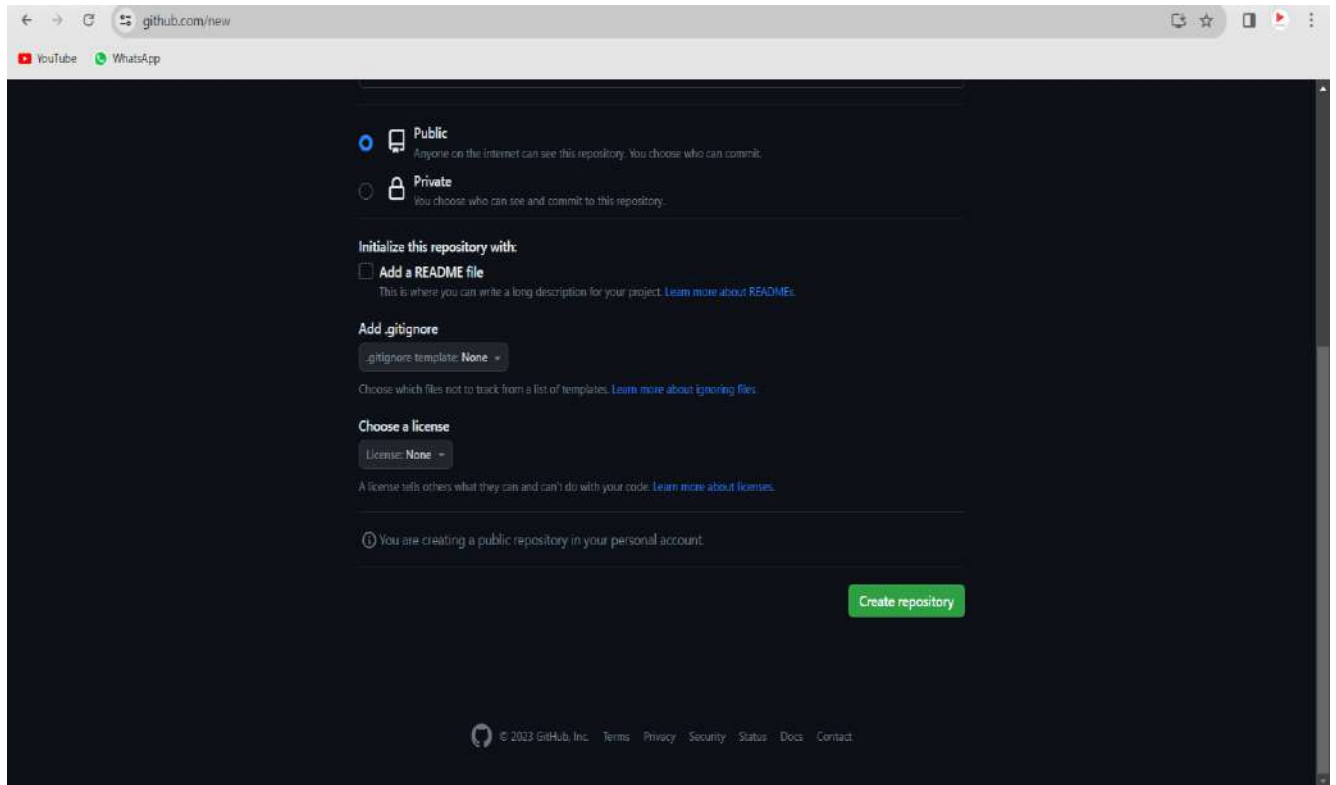 github.com/new
YouTube WhatsApp
Public
Anyone on the internet can see this repository. You choose who can commit.
Private
You choose who can see and commit to this repository.
Initialize this repository with:
Add a README file
This is where you can write a long description for your project. Learn more about READMEs.
Add .gitignore
.gitignore template: None
Choose which files not to track from a list of templates. Learn more about ignoring files.
Choose a license
License: None
A license tells others what they can and can't do with your code. Learn more about licenses.
You are creating a public repository in your personal account.
Create repository
© 2023 GitHub, Inc. Terms Privacy Security Status Docs Contact